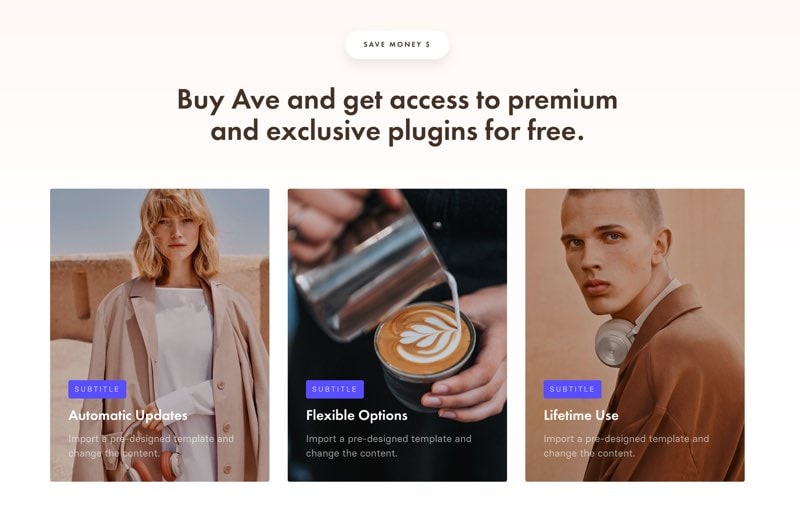 SAVE MONEY $
Buy Ave and get access to premium
and exclusive plugins for free.
SUBTITLE
Automatic Updates
Import a pre-designed template and
change the content.
SUBTITLE
Flexible Options
Import a pre-designed template and
change the content.
SUBTITLE
Lifetime Use
Import a pre-designed template and
change the content.